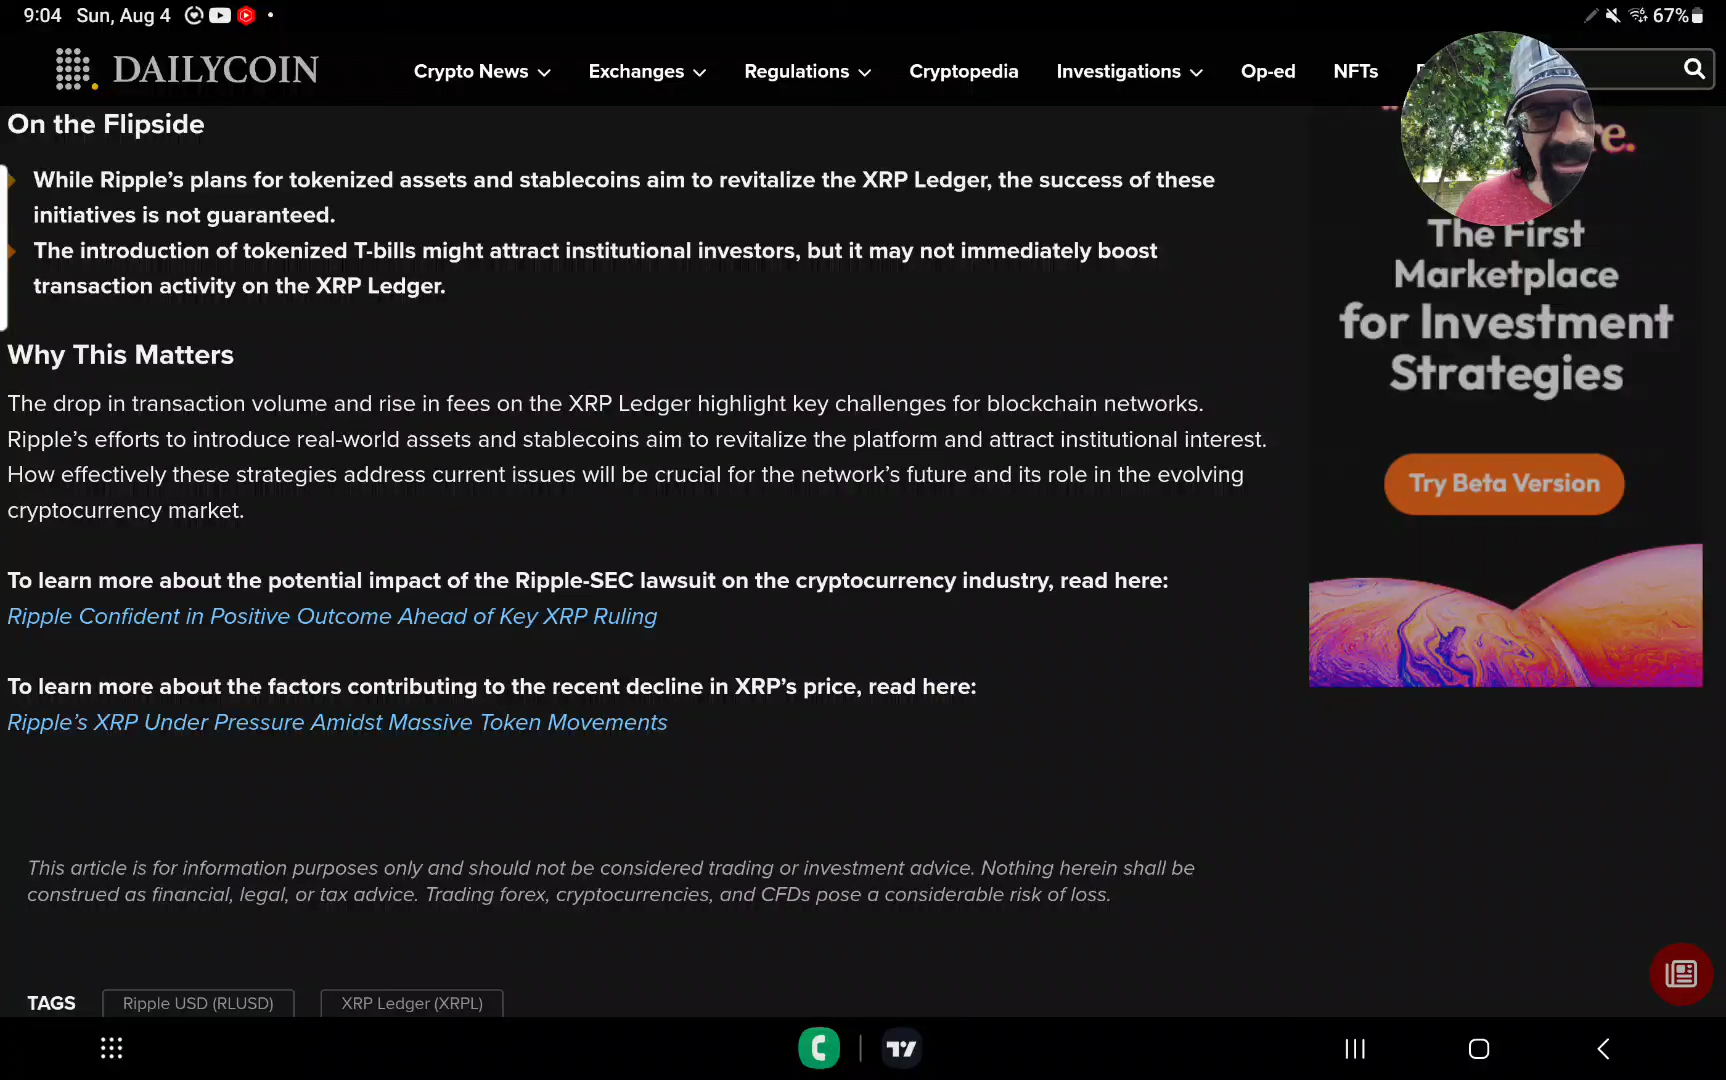 9:04 Sun, Aug 4
67%
DAILYCOIN
Crypto News
Exchanges
Regulations
Cryptopedia
Investigations
Op-ed
NFTs
On the Flipside
While Ripple’s plans for tokenized assets and stablecoins aim to revitalize the XRP Ledger, the success of these
initiatives is not guaranteed.
The introduction of tokenized T-bills might attract institutional investors, but it may not immediately boost
transaction activity on the XRP Ledger.
Why This Matters
The drop in transaction volume and rise in fees on the XRP Ledger highlight key challenges for blockchain networks.
Ripple’s efforts to introduce real-world assets and stablecoins aim to revitalize the platform and attract institutional interest.
How effectively these strategies address current issues will be crucial for the network’s future and its role in the evolving
cryptocurrency market.
To learn more about the potential impact of the Ripple-SEC lawsuit on the cryptocurrency industry, read here:
Ripple Confident in Positive Outcome Ahead of Key XRP Ruling
To learn more about the factors contributing to the recent decline in XRP’s price, read here:
Ripple’s XRP Under Pressure Amidst Massive Token Movements
This article is for information purposes only and should not be considered trading or investment advice. Nothing herein shall be
construed as financial, legal, or tax advice. Trading forex, cryptocurrencies, and CFDs pose a considerable risk of loss.
TAGS
Ripple USD (RLUSD)
XRP Ledger (XRPL)
The First
Marketplace
for Investment
Strategies
Try Beta Version